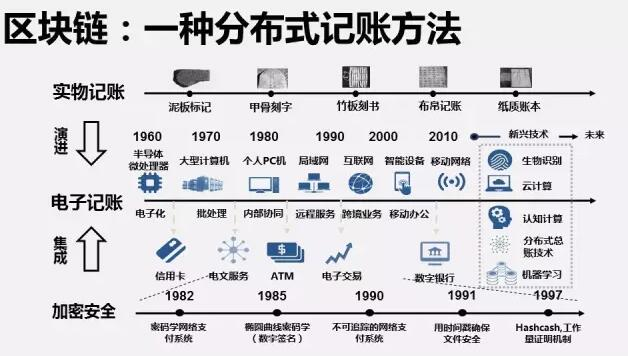 区块链：一种分布式记账方法
实物记账
泥板标记 甲骨刻字 竹板刻书 布帛记账 纸质账本
演进
1960 1970 1980 1990 2000 2010 新兴技术 未来
半导体微处理器 大型计算机 个人PC机 局域网 互联网 智能设备 移动网络
生物识别
云计算
电子记账
电子化 批处理 内部协同 远程服务 跨境业务 移动办公
认知计算
分布式总账技术
机器学习
集成
信用卡 电文服务 ATM 电子交易 数字银行
加密安全
1982 1985 1990 1991 1997
密码学网络支付系统 椭圆曲线密码学（数字签名） 不可追踪的网络支付系统 用时间戳确保文件安全 Hashcash,工作量证明机制